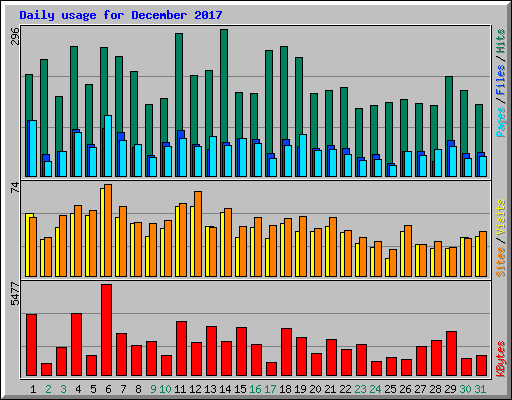 Daily usage for December 2017
296
74
5477
Pages / Files / Hits
Sites / Visits
KBytes
1 2 3 4 5 6 7 8 9 10 11 12 13 14 15 16 17 18 19 20 21 22 23 24 25 26 27 28 29 30 31